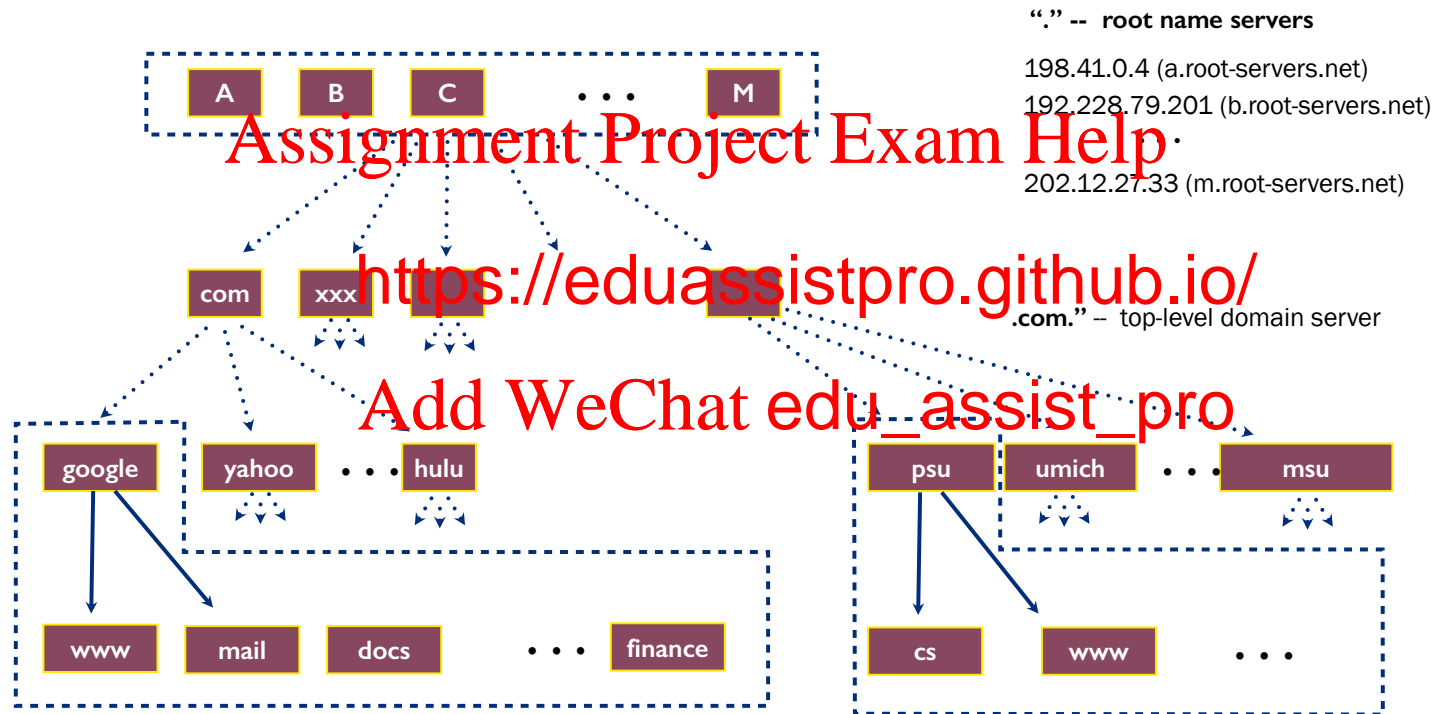 “.” -- root name servers
A B C • • • M
198.41.0.4 (a.root-servers.net)
192.228.79.201 (b.root-servers.net)
Assignment Project Exam Help
• • •
202.12.27.33 (m.root-servers.net)
com xxx
https://eduassistpro.github.io/
.com.” -- top-level domain server
Add WeChat edu_assist_pro
google yahoo • • • hulu psu umich • • • msu
www mail docs • • • finance cs www • • •